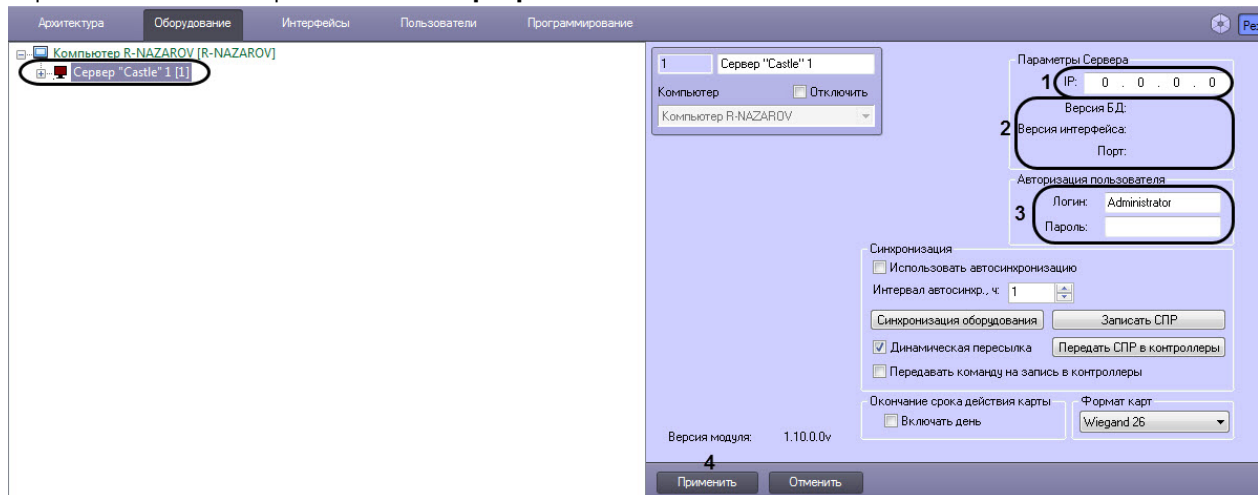 Архитектура Оборудование Интерфейсы Пользователи Программирование
Компьютер R-NAZAROV [R-NAZAROV]
Сервер "Castle" 1 [1]
1 Сервер "Castle" 1
Компьютер Отключить
Компьютер R-NAZAROV
Параметры Сервера
1 IP: 0 . 0 . 0 . 0
2
Версия БД:
Версия интерфейса:
Порт:
Авторизация пользователя
3
Логин: Administrator
Пароль:
Синхронизация
Использовать автосинхронизацию
Интервал автосинхр., ч: 1
Синхронизация оборудования Записать СПР
Динамическая пересылка Передать СПР в контроллеры
Передавать команду на запись в контроллеры
Окончание срока действия карты Формат карт
Включать день Wiegand 26
Версия модуля: 1.10.0.0v
4
Применить Отменить